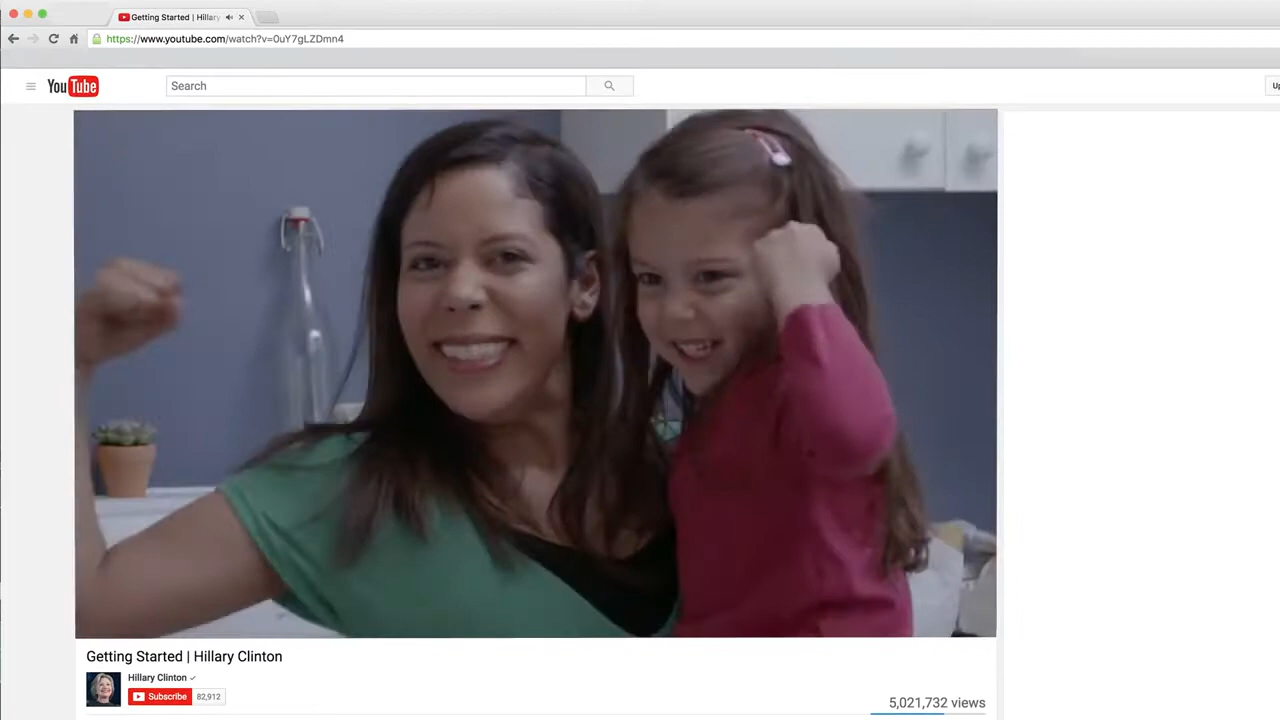 Getting Started | Hillary
https://www.youtube.com/watch?v=0uY7gLZDmn4
YouTube
Search
Up
Getting Started | Hillary Clinton
Hillary Clinton
Subscribe 82,912
5,021,732 views